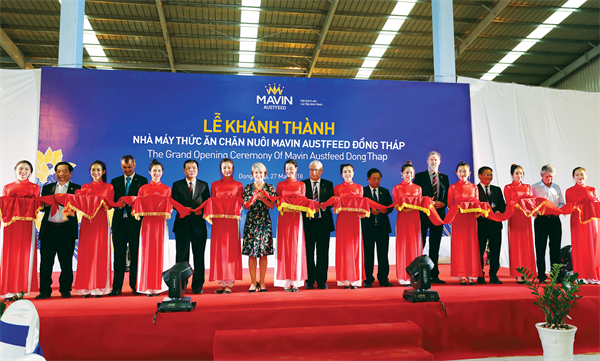 MAVIN
AUSTFEED
LỄ KHÁNH THÀNH
NHÀ MÁY THỨC ĂN CHĂN NUÔI MAVIN AUSTFEED ĐỒNG THÁP
The Grand Opening Ceremony Of Mavin Austfeed Dong Thap
27